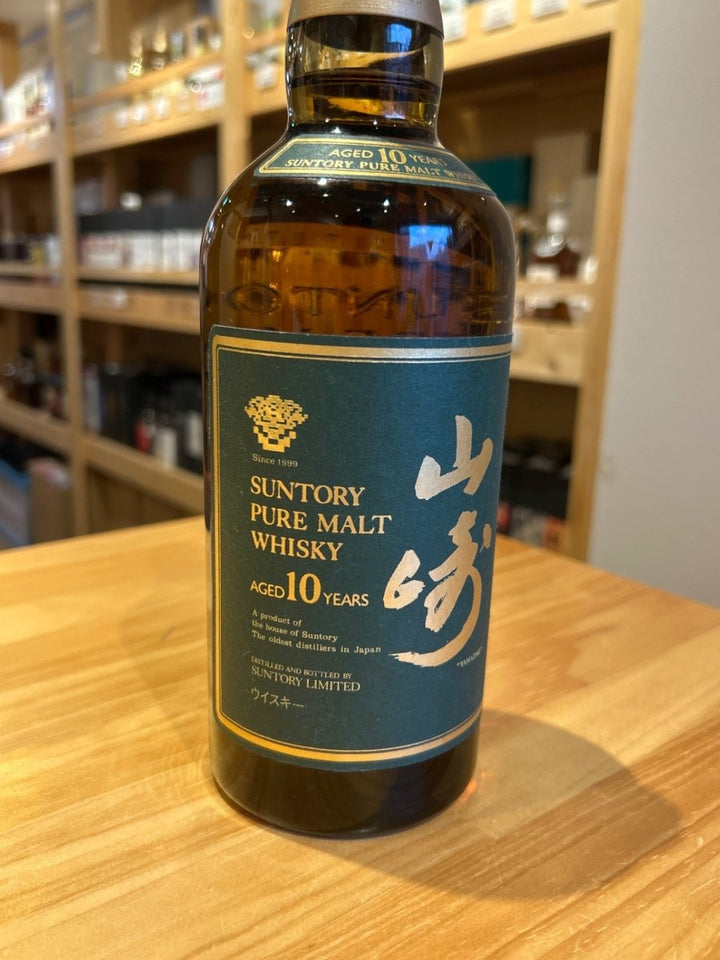 AGED 10 YEARS
SUNTORY PURE MALT WHISKY
SUNTORY
Since 1899
SUNTORY
PURE MALT
WHISKY
AGED 10 YEARS
A product of
the house of Suntory
The oldest distillers in Japan
DISTILLED AND BOTTLED BY
SUNTORY LIMITED
ウイスキー
山崎
"YAMAZAKI"